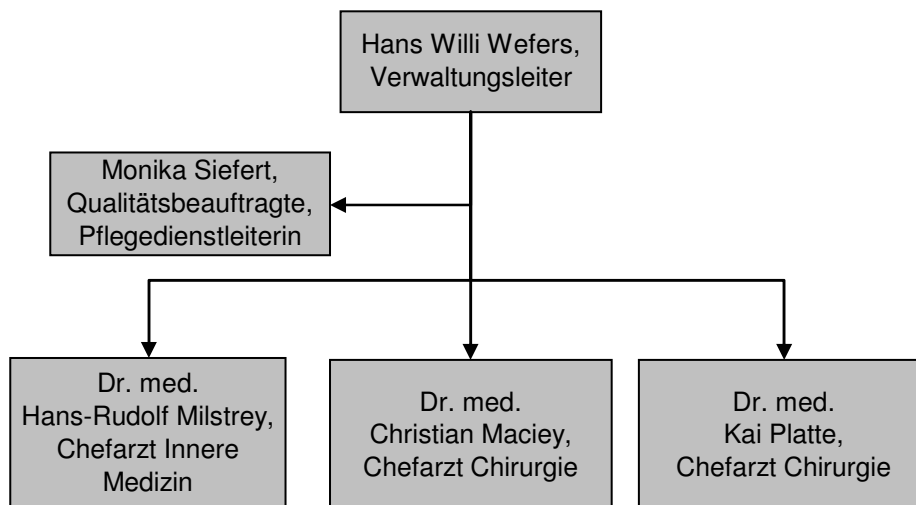 Hans Willi Wefers,
Verwaltungsleiter
Monika Siefert,
Qualitätsbeauftragte,
Pflegedienstleiterin
Dr. med.
Hans-Rudolf Milstrey,
Chefarzt Innere
Medizin
Dr. med.
Christian Maciey,
Chefarzt Chirurgie
Dr. med.
Kai Platte,
Chefarzt Chirurgie